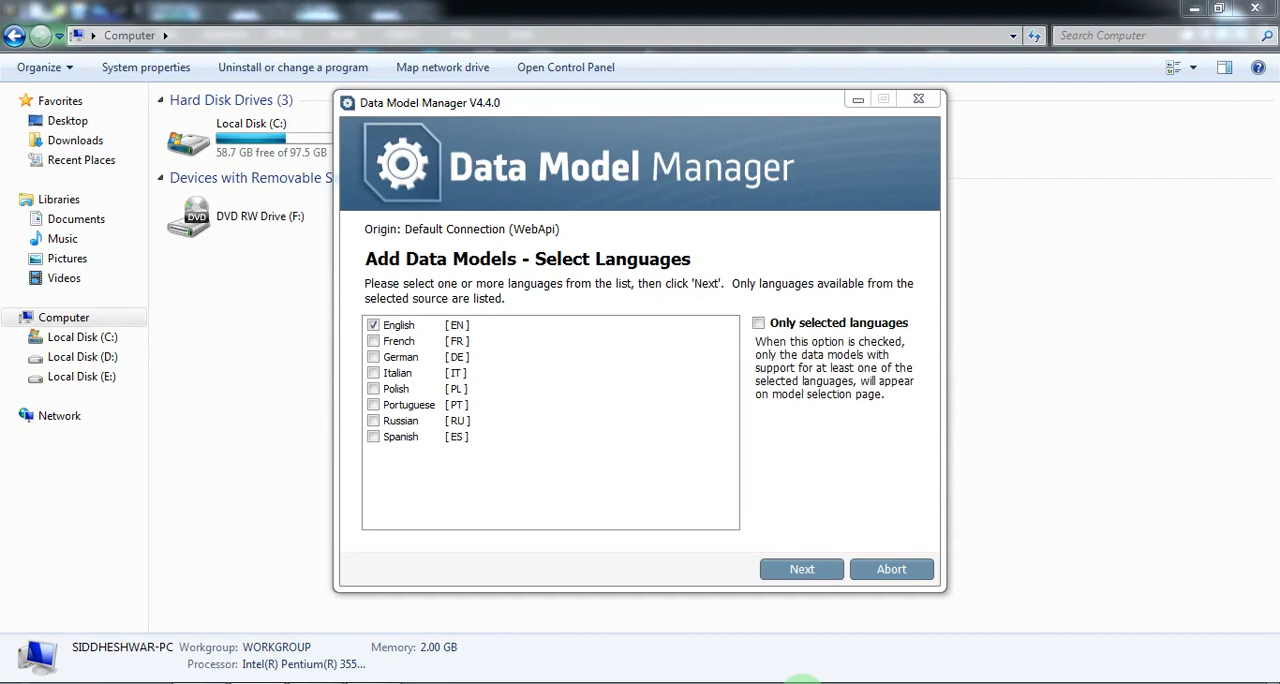 Computer
Search Computer
Organize
System properties
Uninstall or change a program
Map network drive
Open Control Panel
Favorites
Desktop
Downloads
Recent Places
Libraries
Documents
Music
Pictures
Videos
Computer
Local Disk (C:)
Local Disk (D:)
Local Disk (E:)
Network
Hard Disk Drives (3)
Local Disk (C:)
58.7 GB free of 97.5 GB
Devices with Removable S
DVD
DVD RW Drive (F:)
Data Model Manager V4.4.0
Data Model Manager
Origin: Default Connection (WebApi)
Add Data Models - Select Languages
Please select one or more languages from the list, then click 'Next'. Only languages available from the
selected source are listed.
English [ EN ]
French [ FR ]
German [ DE ]
Italian [ IT ]
Polish [ PL ]
Portuguese [ PT ]
Russian [ RU ]
Spanish [ ES ]
Only selected languages
When this option is checked,
only the data models with
support for at least one of the
selected languages, will appear
on model selection page.
Next
Abort
SIDDHESHWAR-PC Workgroup: WORKGROUP Memory: 2.00 GB
Processor: Intel(R) Pentium(R) 355...